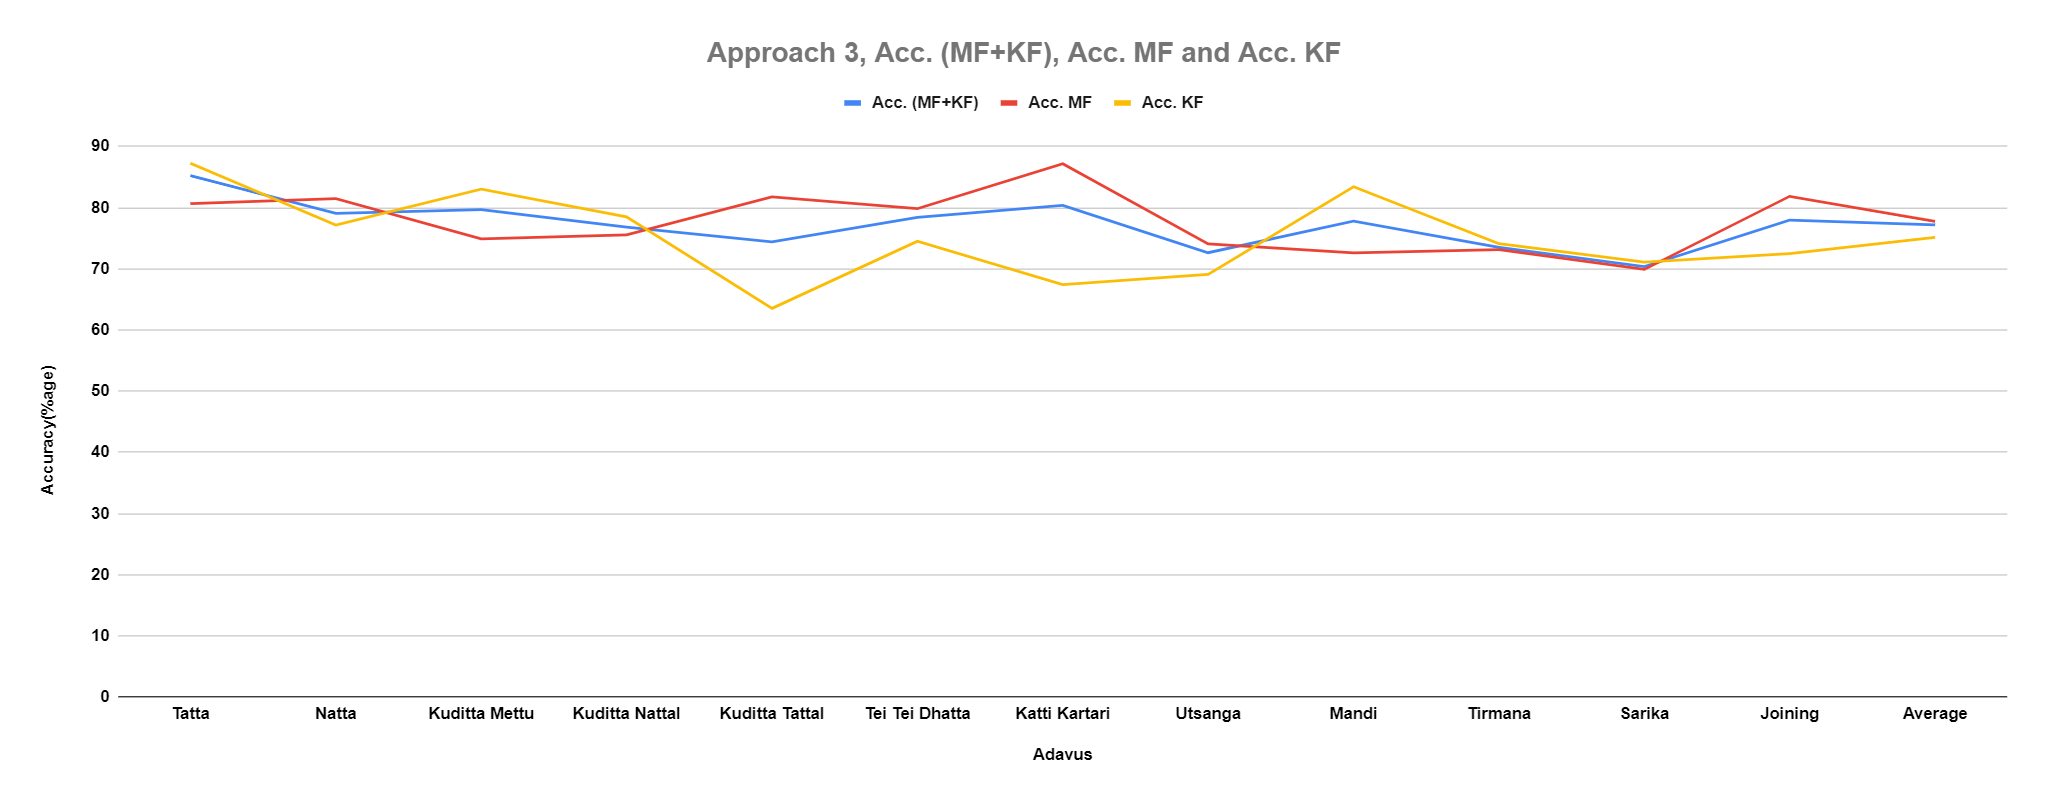 Approach 3, Acc. (MF+KF), Acc. MF and Acc. KF
Acc. (MF+KF) Acc. MF Acc. KF
90
80
70
60
50
40
30
20
10
0
Accuracy(%age)
Tatta Natta Kuditta Mettu Kuditta Nattal Kuditta Tattal Tei Tei Dhatta Katti Kartari Utsanga Mandi Tirmana Sarika Joining Average
Adavus